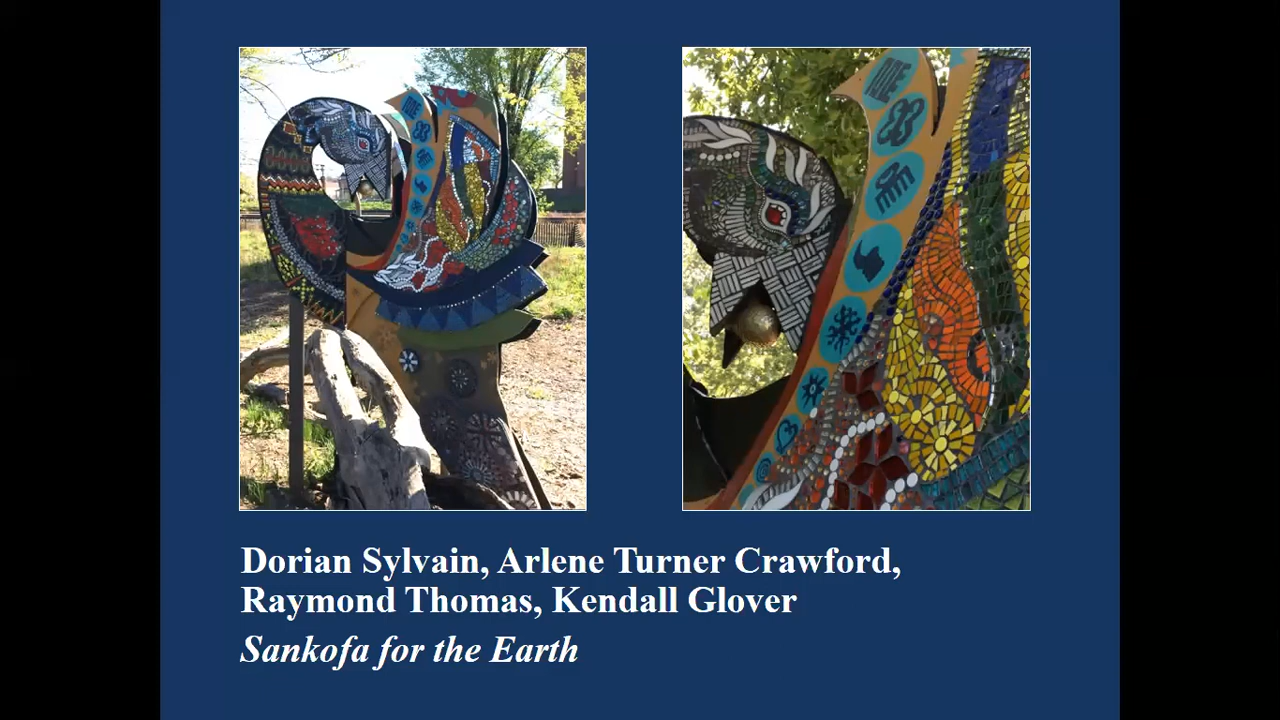 Dorian Sylvain, Arlene Turner Crawford,
Raymond Thomas, Kendall Glover
Sankofa for the Earth